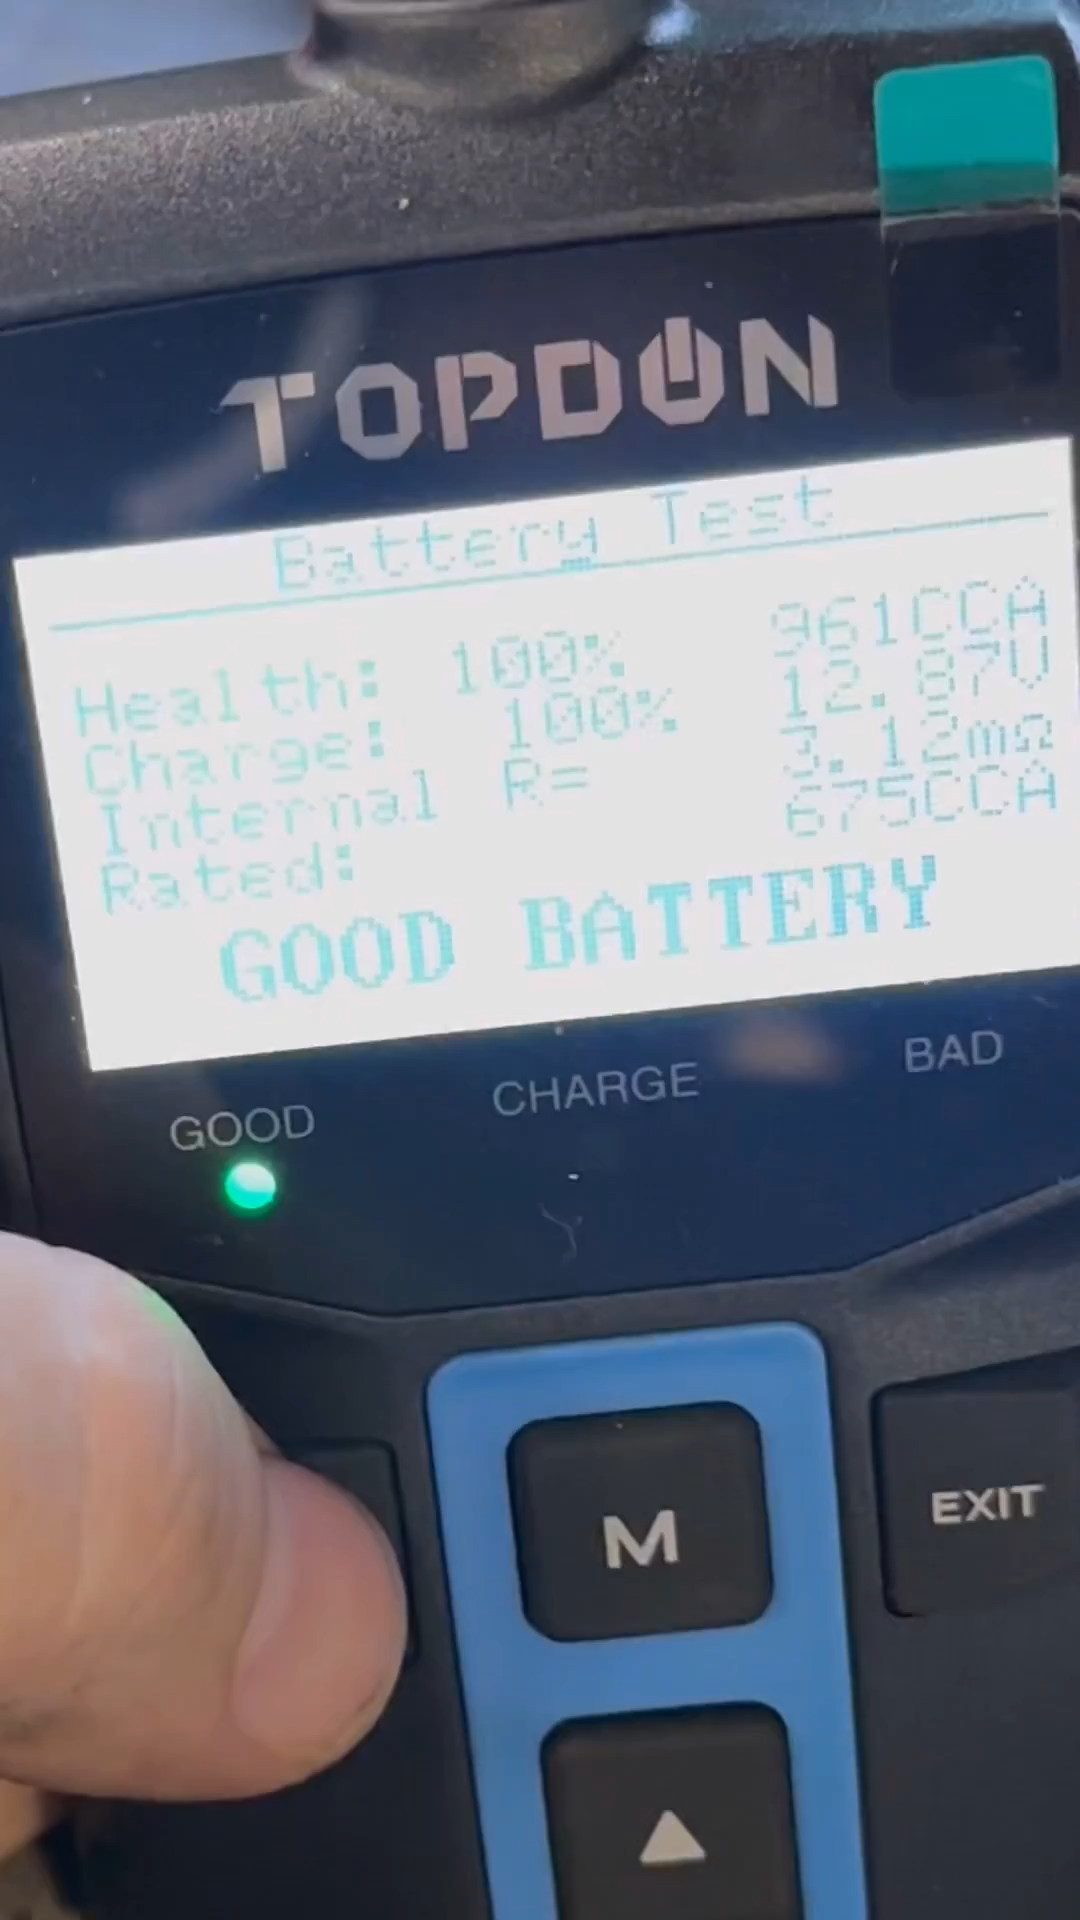 TOPDON
Battery Test
Health: 100% 961CCA
Charge: 100% 12.87V
Internal R= 3.12mΩ
Rated: 675CCA
GOOD BATTERY
GOOD CHARGE BAD
M
EXIT